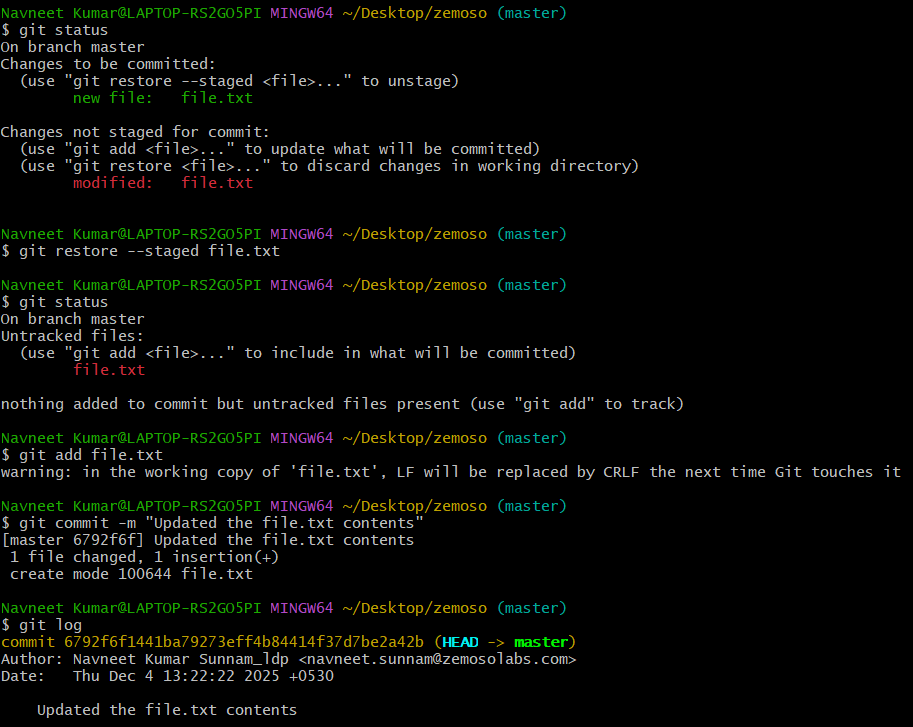 Navneet Kumar@LAPTOP-RS2GO5PI MINGW64 ~/Desktop/zemoso (master)
$ git status
On branch master
Changes to be committed:
  (use "git restore --staged <file>..." to unstage)
        new file:   file.txt

Changes not staged for commit:
  (use "git add <file>..." to update what will be committed)
  (use "git restore <file>..." to discard changes in working directory)
        modified:   file.txt


Navneet Kumar@LAPTOP-RS2GO5PI MINGW64 ~/Desktop/zemoso (master)
$ git restore --staged file.txt

Navneet Kumar@LAPTOP-RS2GO5PI MINGW64 ~/Desktop/zemoso (master)
$ git status
On branch master
Untracked files:
  (use "git add <file>..." to include in what will be committed)
        file.txt

nothing added to commit but untracked files present (use "git add" to track)

Navneet Kumar@LAPTOP-RS2GO5PI MINGW64 ~/Desktop/zemoso (master)
$ git add file.txt
warning: in the working copy of 'file.txt', LF will be replaced by CRLF the next time Git touches it

Navneet Kumar@LAPTOP-RS2GO5PI MINGW64 ~/Desktop/zemoso (master)
$ git commit -m "Updated the file.txt contents"
[master 6792f6f] Updated the file.txt contents
 1 file changed, 1 insertion(+)
 create mode 100644 file.txt

Navneet Kumar@LAPTOP-RS2GO5PI MINGW64 ~/Desktop/zemoso (master)
$ git log
commit 6792f6f1441ba79273eff4b84414f37d7be2a42b (HEAD -> master)
Author: Navneet Kumar Sunnam_ldp <navneet.sunnam@zemosolabs.com>
Date:   Thu Dec 4 13:22:22 2025 +0530

    Updated the file.txt contents